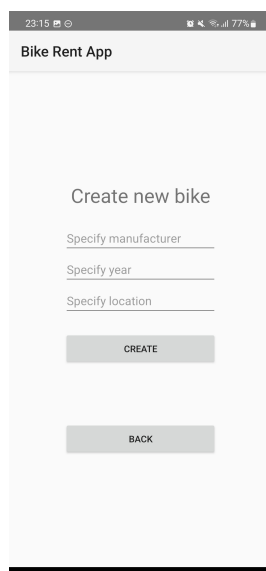 23:15 77%
Bike Rent App
Create new bike
Specify manufacturer
Specify year
Specify location
CREATE
BACK